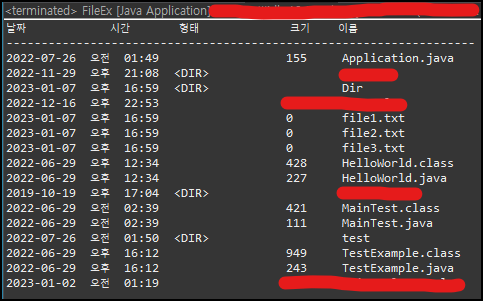 <terminated> FileEx [Java Application]
날짜 시간 형태 크기 이름
--------------------------------------------------------------------------------
2022-07-26 오전 01:49 155 Application.java
2022-11-29 오후 21:08 <DIR>
2023-01-07 오후 16:59 <DIR> Dir
2022-12-16 오후 22:53
2023-01-07 오후 16:59 0 file1.txt
2023-01-07 오후 16:59 0 file2.txt
2023-01-07 오후 16:59 0 file3.txt
2022-06-29 오후 12:34 428 HelloWorld.class
2022-06-29 오후 12:34 227 HelloWorld.java
2019-10-19 오후 17:04 <DIR>
2022-06-29 오전 02:39 421 MainTest.class
2022-06-29 오전 02:39 111 MainTest.java
2022-07-26 오전 01:50 <DIR> test
2022-06-29 오후 16:12 949 TestExample.class
2022-06-29 오후 16:12 243 TestExample.java
2023-01-02 오전 01:19